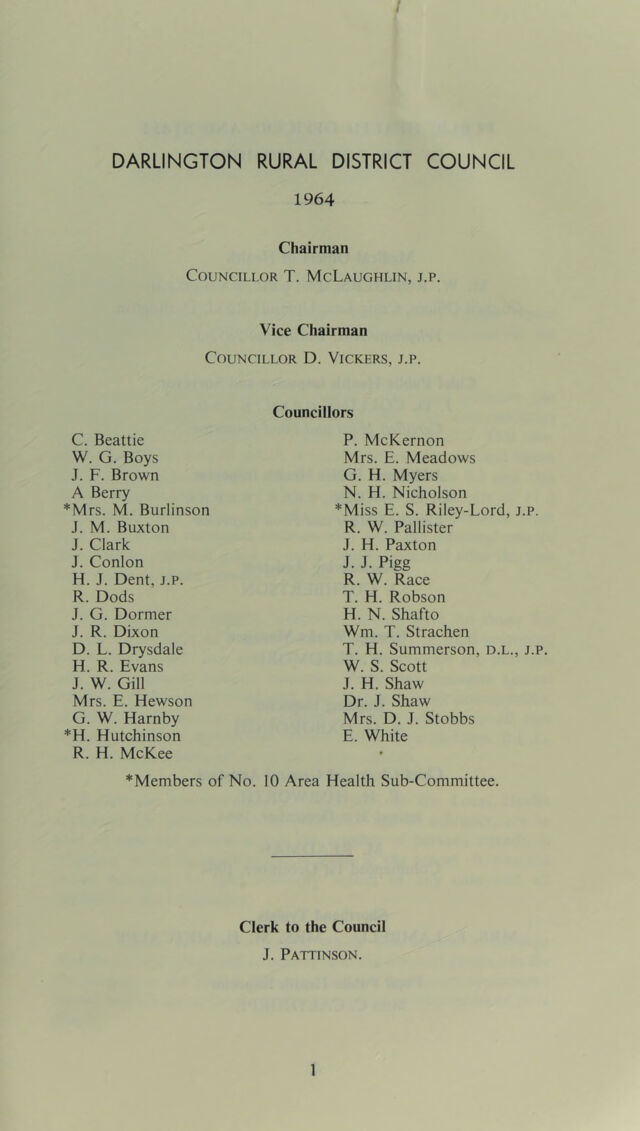 DARLINGTON RURAL DISTRICT COUNCIL
1964
Chairman
COUNCILLOR T. MCLAUGHLIN, J.P.
Vice Chairman
COUNCILLOR D. VICKERS, J.P.
Councillors
C. Beattie
W. G. Boys
J. F. Brown
A Berry
*Mrs. M. Burlinson
J. M. Buxton
J. Clark
J. Conlon
H. J. Dent, J.P.
R. Dods
J. G. Dormer
J. R. Dixon
D. L. Drysdale
H. R. Evans
J. W. Gill
Mrs. E. Hewson
G. W. Harnby
*H. Hutchinson
R. H. McKee
P. McKernon
Mrs. E. Meadows
G. H. Myers
N. H. Nicholson
*Miss E. S. Riley-Lord, J.P.
R. W. Pallister
J. H. Paxton
J. J. Pigg
R. W. Race
T. H. Robson
H. N. Shafto
Wm. T. Strachen
T. H. Summerson, D.L., J.P.
W. S. Scott
J. H. Shaw
Dr. J. Shaw
Mrs. D. J. Stobbs
E. White
*Members of No. 10 Area Health Sub-Committee.
Clerk to the Council
J. PATTINSON.
1